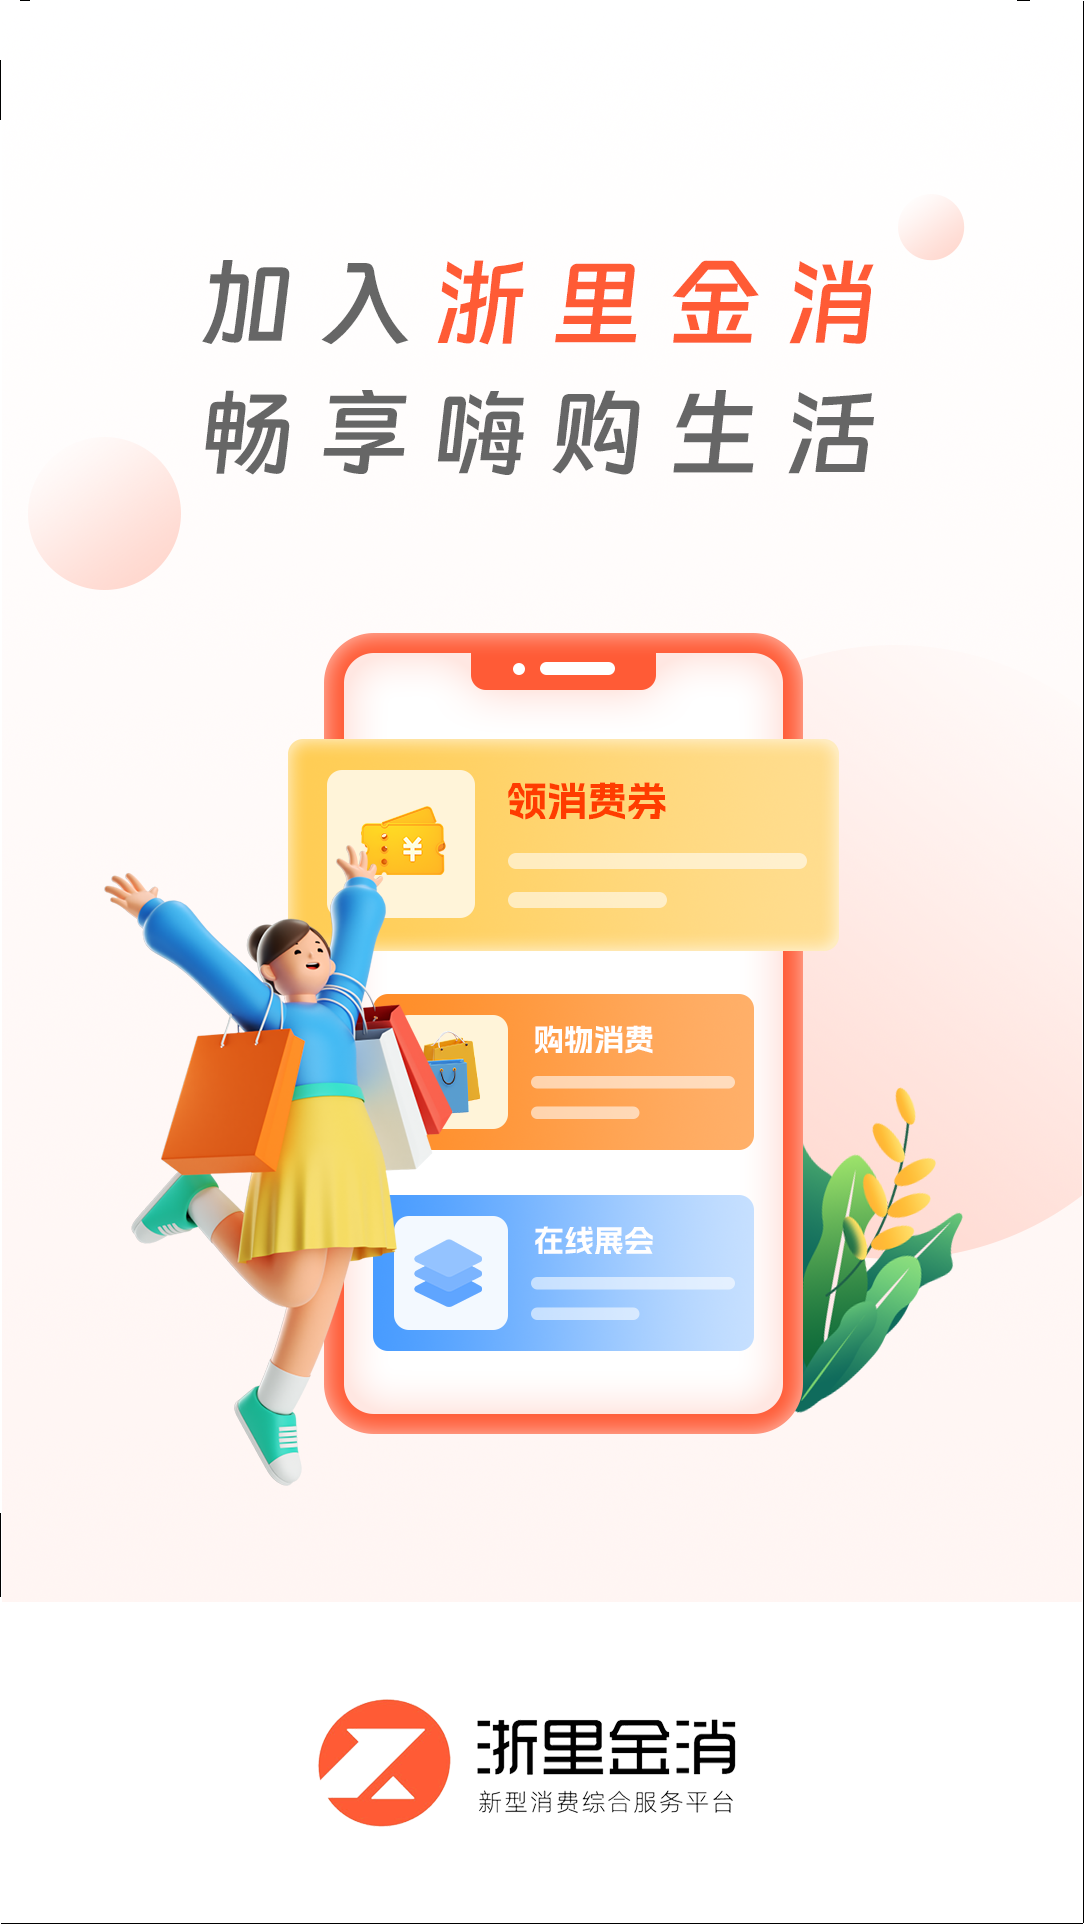 加入浙里金消
畅享嗨购生活
¥
领消费券
购物消费
在线展会
浙里金消
新型消费综合服务平台